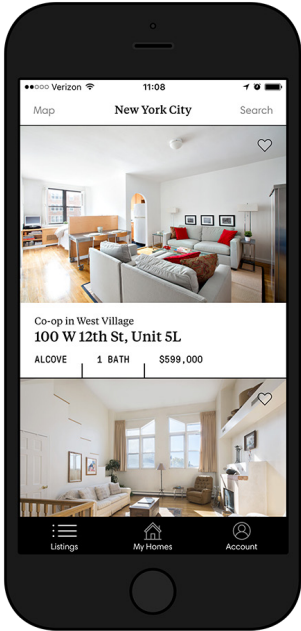 Verizon 11:08
Map New York City Search
Co-op in West Village
100 W 12th St, Unit 5L
ALCOVE 1 BATH $599,000
Listings My Homes Account